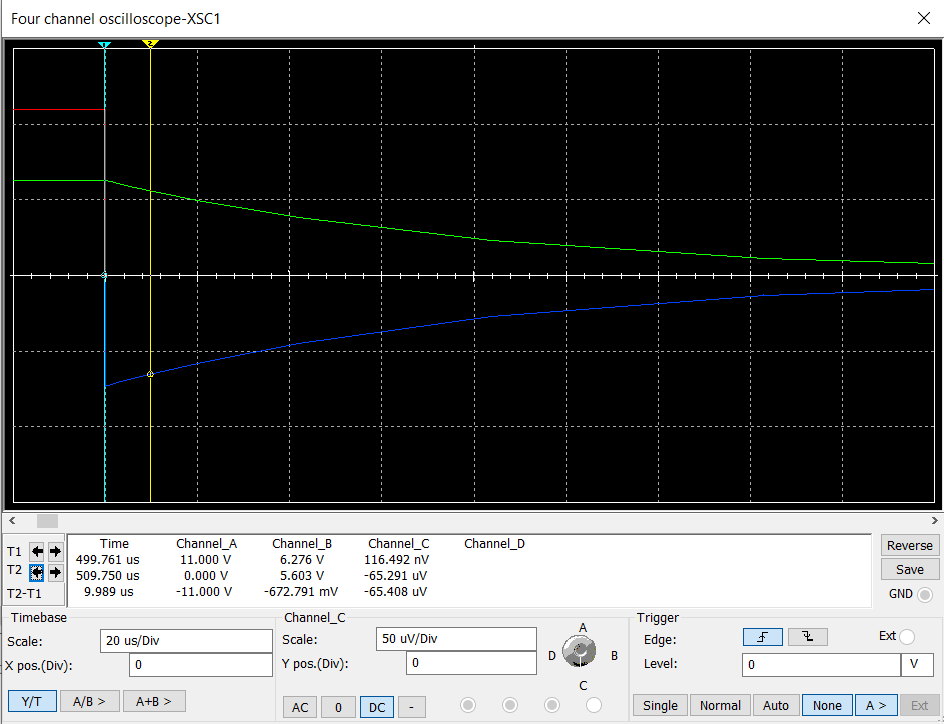 Four channel oscilloscope-XSC1
1 2
T1
T2
T2-T1
Time Channel_A Channel_B Channel_C Channel_D
499.761 us 11.000 V 6.276 V 116.492 nV
509.750 us 0.000 V 5.603 V -65.291 uV
9.989 us -11.000 V -672.791 mV -65.408 uV
Reverse
Save
GND
Timebase
Scale: 20 us/Div
X pos.(Div): 0
Y/T A/B > A+B >
Channel_C
Scale: 50 uV/Div
Y pos.(Div): 0
AC 0 DC -
A
D B
C
Trigger
Edge: Ext
Level: 0 V
Single Normal Auto None A > Ext